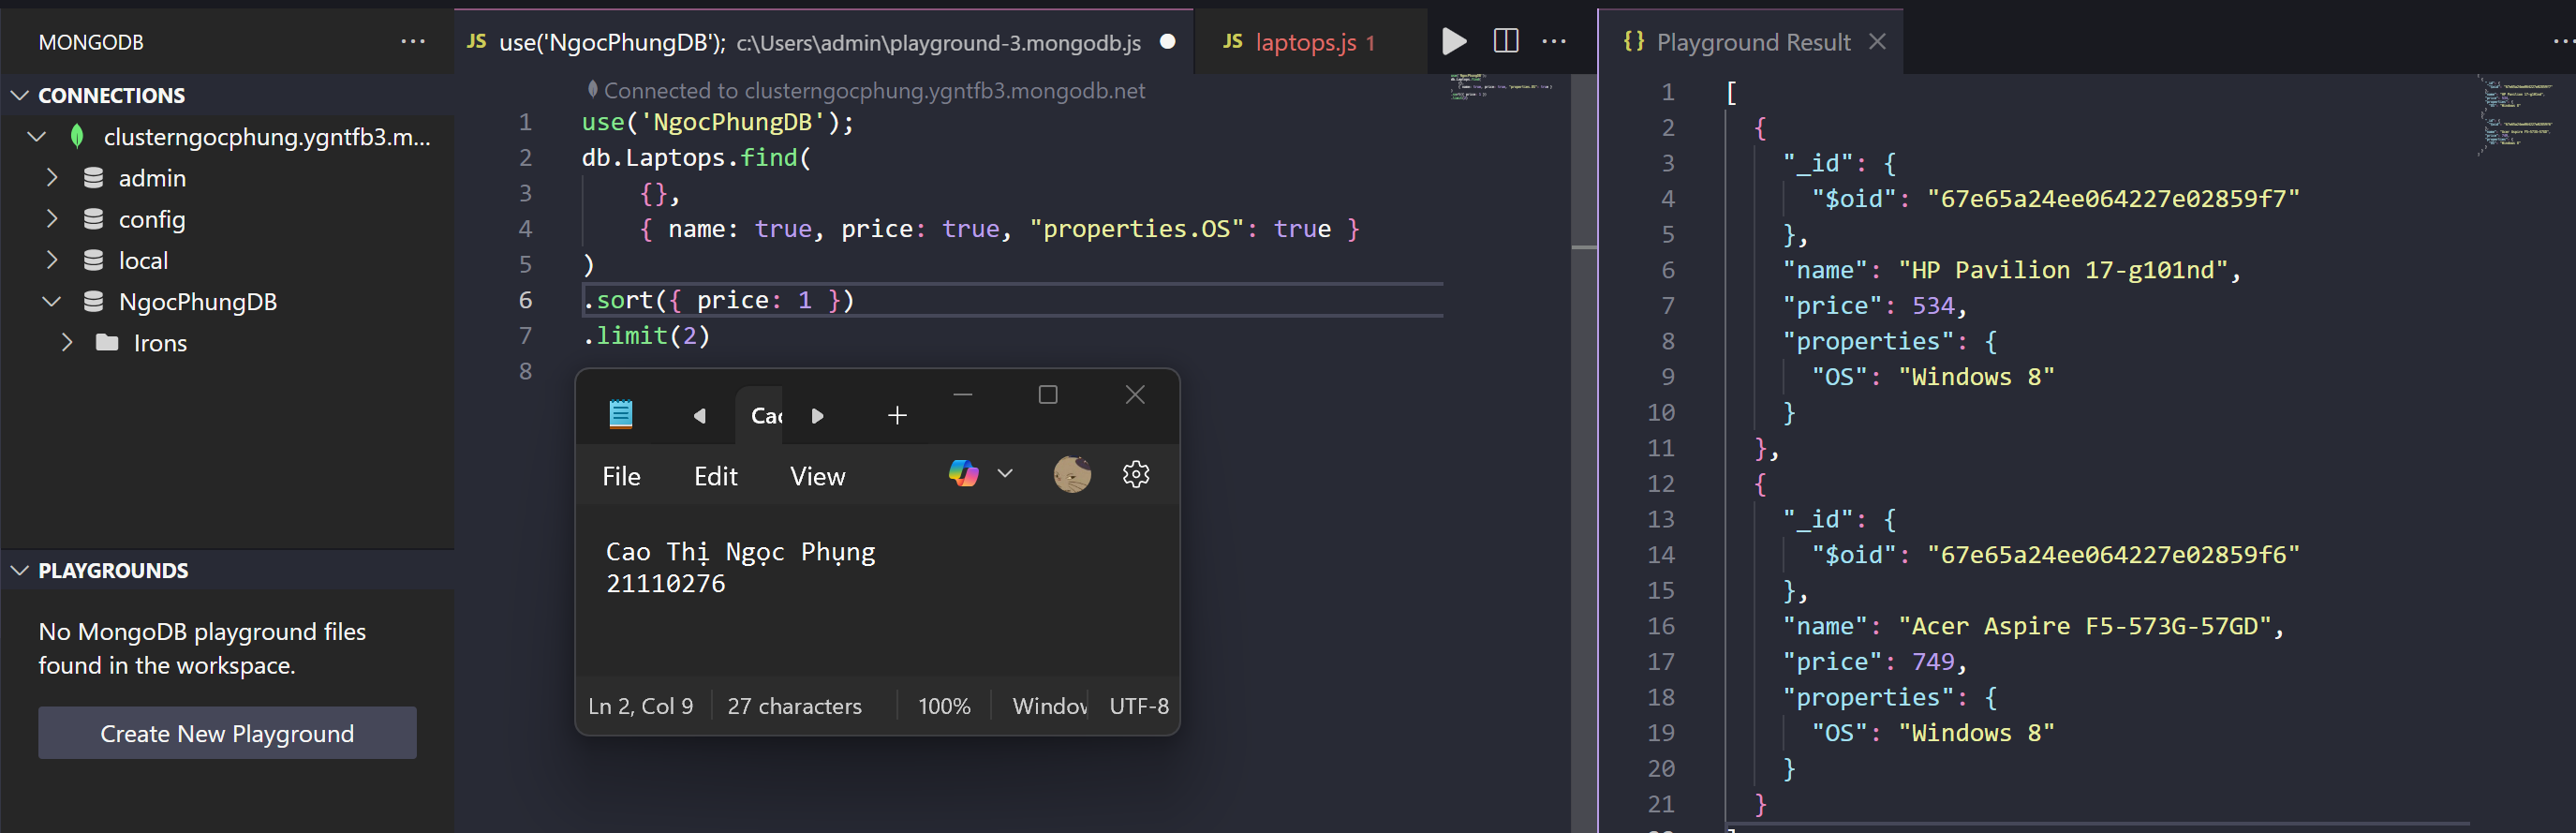 MONGODB
CONNECTIONS
clusterngocphung.ygntfb3.m...
admin
config
local
NgocPhungDB
Irons
PLAYGROUNDS
No MongoDB playground files
found in the workspace.
Create New Playground
JS use('NgocPhungDB'); c:\Users\admin\playground-3.mongodb.js
JS laptops.js 1
Connected to clusterngocphung.ygntfb3.mongodb.net
1 use('NgocPhungDB');
2 db.Laptops.find(
3 {},
4 { name: true, price: true, "properties.OS": true }
5 )
6 .sort({ price: 1 })
7 .limit(2)
8
File Edit View
Cao Thị Ngọc Phụng
21110276
Ln 2, Col 9 27 characters 100% UTF-8
{} Playground Result
1 [
2 {
3 "_id": {
4 "$oid": "67e65a24ee064227e02859f7"
5 },
6 "name": "HP Pavilion 17-g101nd",
7 "price": 534,
8 "properties": {
9 "OS": "Windows 8"
10 }
11 },
12 {
13 "_id": {
14 "$oid": "67e65a24ee064227e02859f6"
15 },
16 "name": "Acer Aspire F5-573G-57GD",
17 "price": 749,
18 "properties": {
19 "OS": "Windows 8"
20 }
21 }